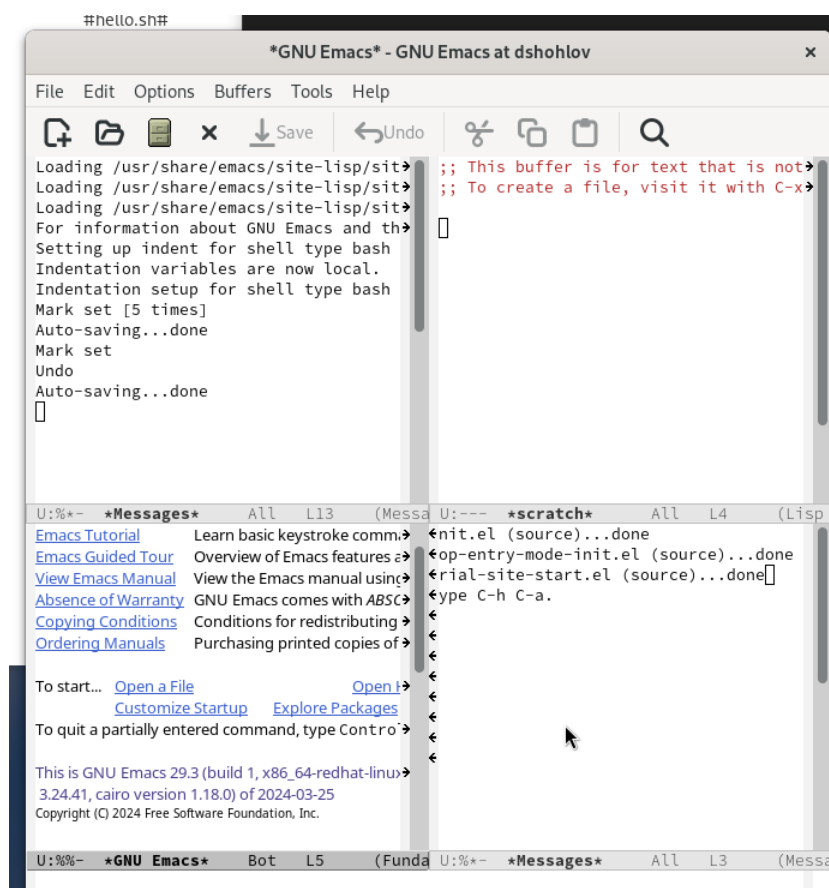 #hello.sh#
*GNU Emacs* - GNU Emacs at dshohlov
File Edit Options Buffers Tools Help
Save Undo
Loading /usr/share/emacs/site-lisp/sit
Loading /usr/share/emacs/site-lisp/sit
Loading /usr/share/emacs/site-lisp/sit
For information about GNU Emacs and th
Setting up indent for shell type bash
Indentation variables are now local.
Indentation setup for shell type bash
Mark set [5 times]
Auto-saving...done
Mark set
Undo
Auto-saving...done
U:%*- *Messages* All L13 (Messa
;; This buffer is for text that is not
;; To create a file, visit it with C-x
U:--- *scratch* All L4 (Lisp
Emacs Tutorial Learn basic keystroke comm
Emacs Guided Tour Overview of Emacs features a
View Emacs Manual View the Emacs manual using
Absence of Warranty GNU Emacs comes with ABSO
Copying Conditions Conditions for redistributing
Ordering Manuals Purchasing printed copies of
To start... Open a File Open H
Customize Startup Explore Packages
To quit a partially entered command, type Contro
This is GNU Emacs 29.3 (build 1, x86_64-redhat-linux
3.24.41, cairo version 1.18.0) of 2024-03-25
Copyright (C) 2024 Free Software Foundation, Inc.
U:%%- *GNU Emacs* Bot L5 (Funda
nit.el (source)...done
op-entry-mode-init.el (source)...done
rial-site-start.el (source)...done
ype C-h C-a.
U:%*- *Messages* All L3 (Messa